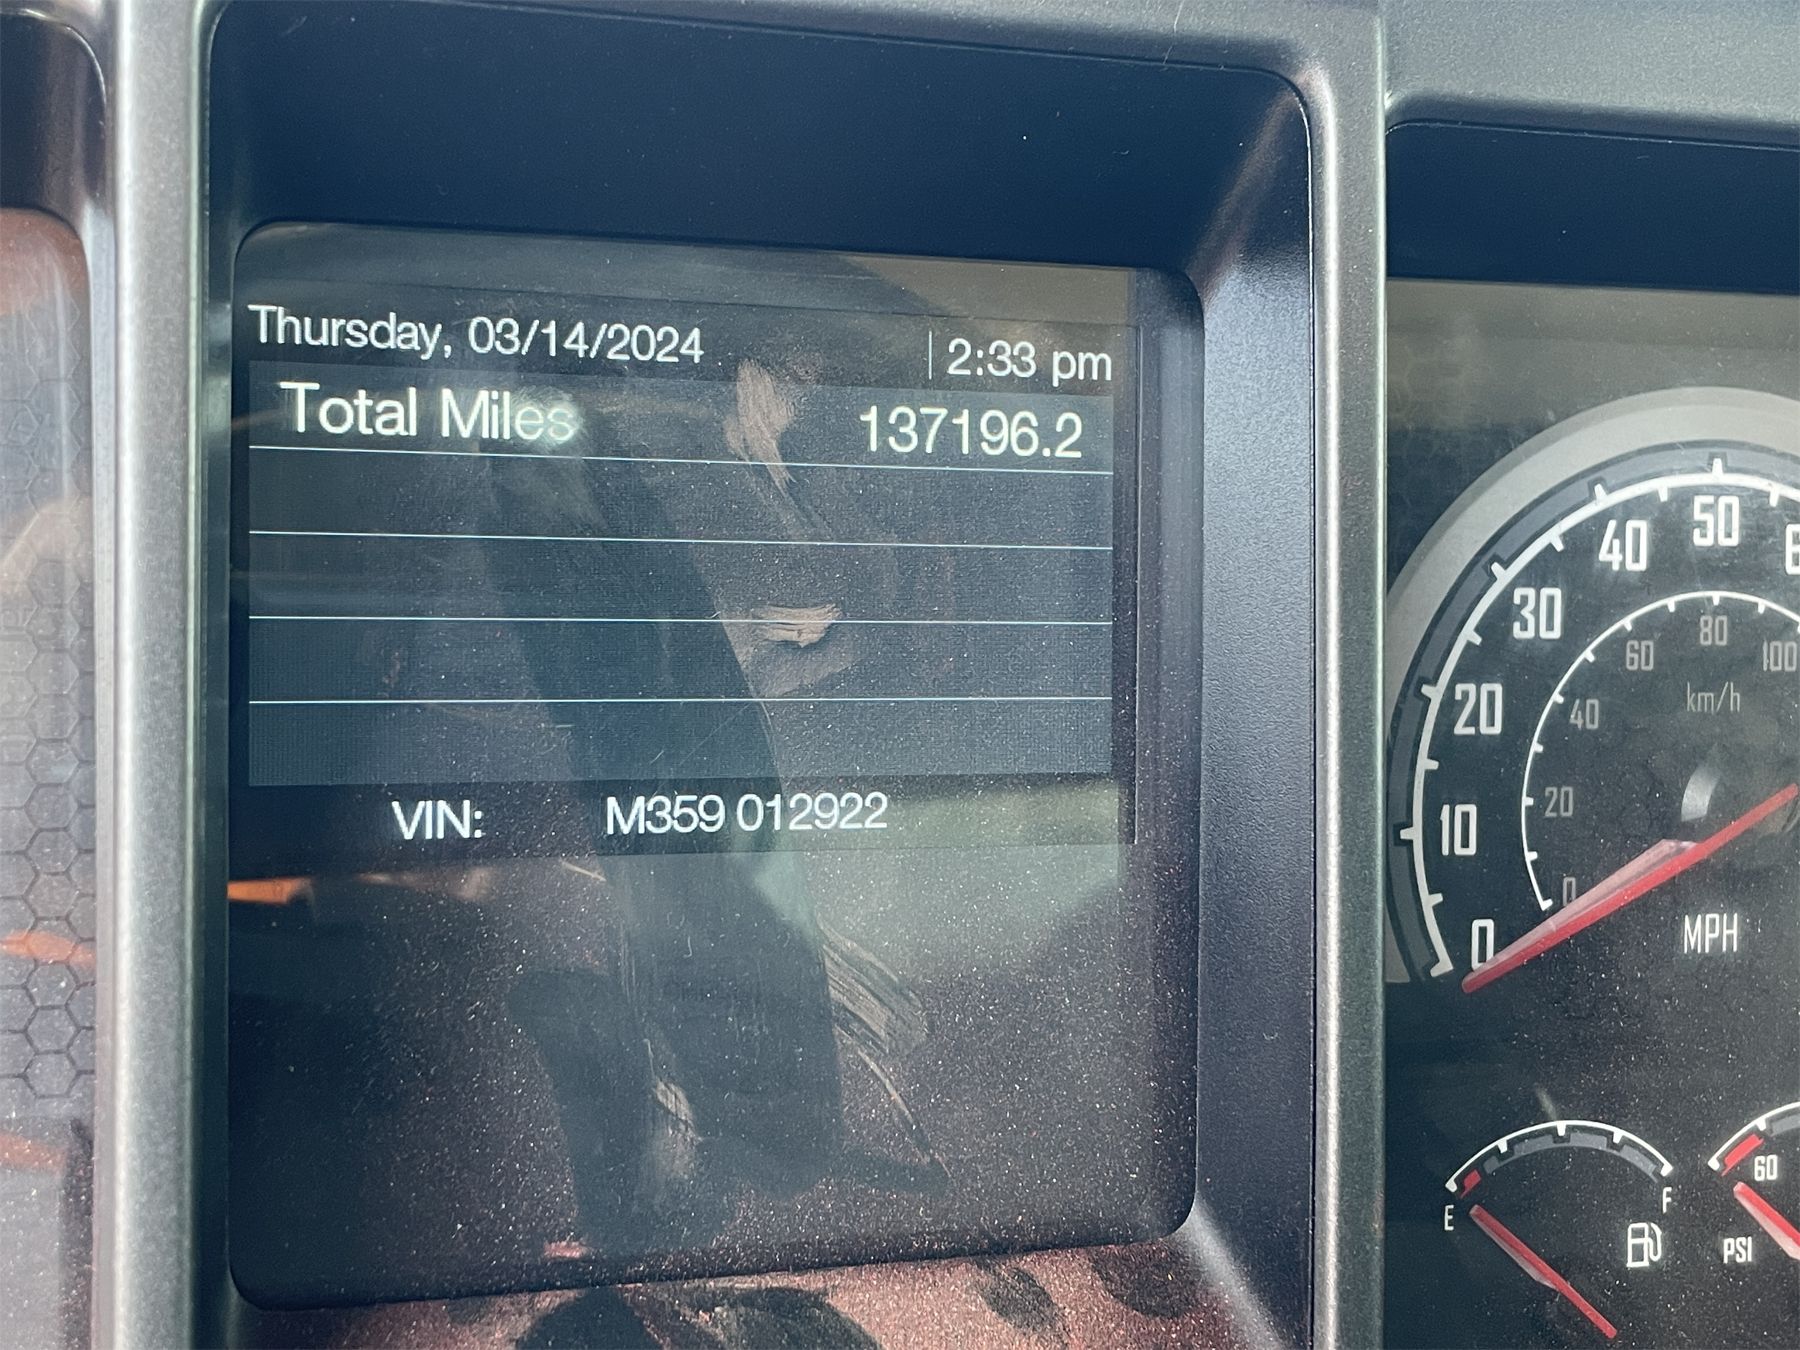 Thursday, 03/14/2024 2:33 pm
Total Miles 137196.2
VIN: M359 012922
0 10 20 30 40 50
0 20 40 60 80 100
km/h
MPH
E F
60
PSI